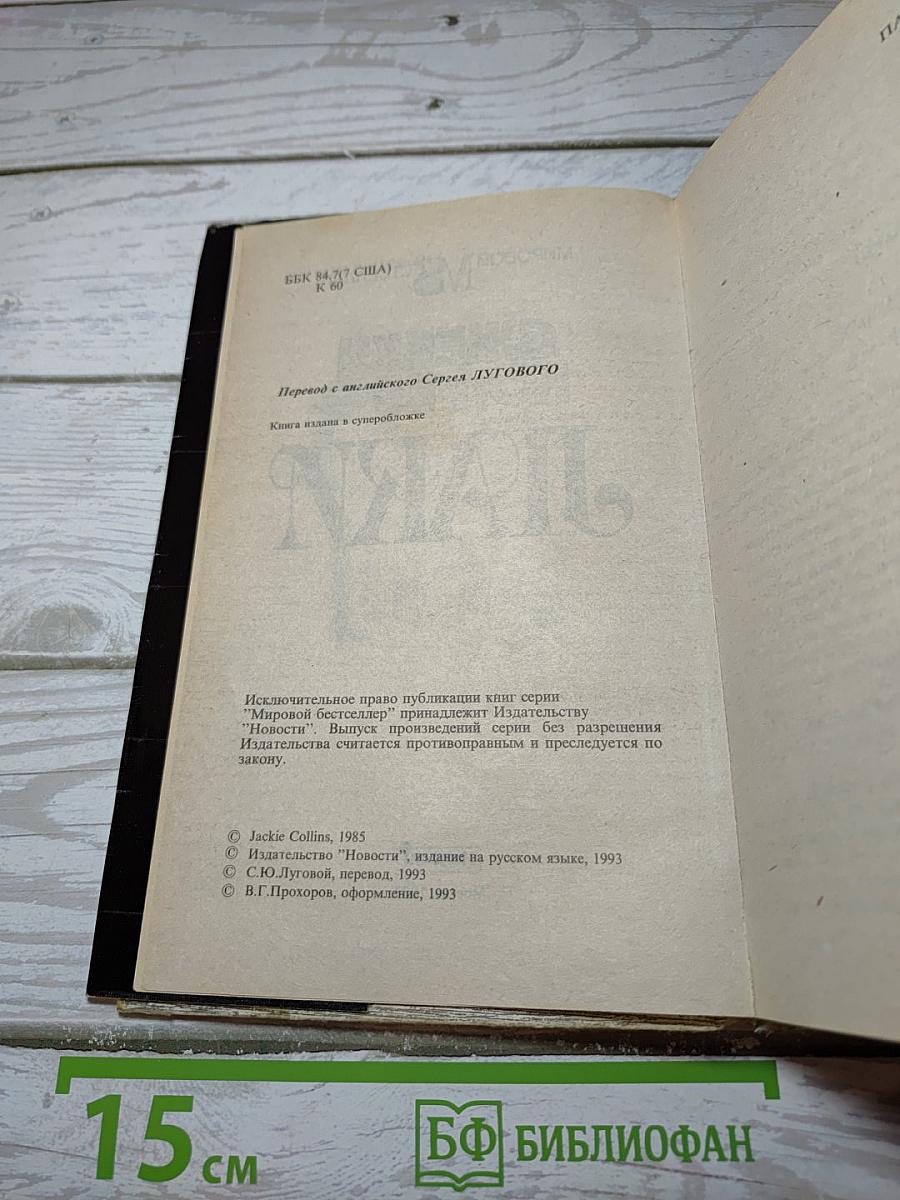 ПА
ББК 84.7(7 США)
К 60
Перевод с английского Сергея ЛУГОВОГО
Книга издана в суперобложке
ЛАКИ
Исключительное право публикации книг серии
"Мировой бестселлер" принадлежит Издательству
"Новости". Выпуск произведений серии без разрешения
Издательства считается противоправным и преследуется по
закону.
© Jackie Collins, 1985
© Издательство "Новости", издание на русском языке, 1993
© С.Ю.Луговой, перевод, 1993
© В.Г.Прохоров, оформление, 1993
15 см
БФ БИБЛИОФАН